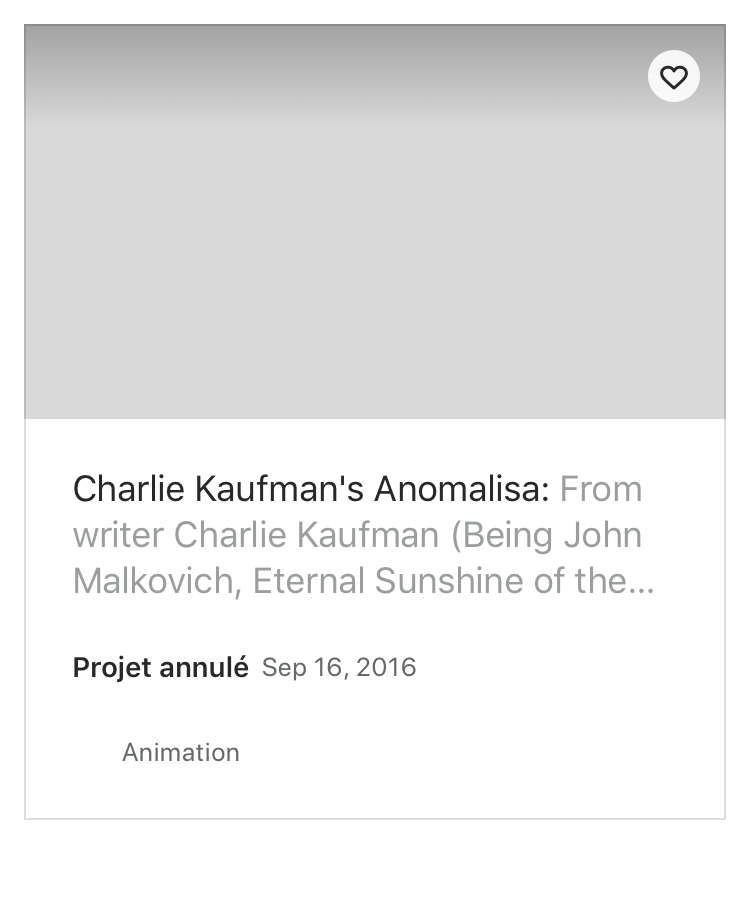 Charlie Kaufman's Anomalisa: From
writer Charlie Kaufman (Being John
Malkovich, Eternal Sunshine of the...
Projet annulé Sep 16, 2016
Animation